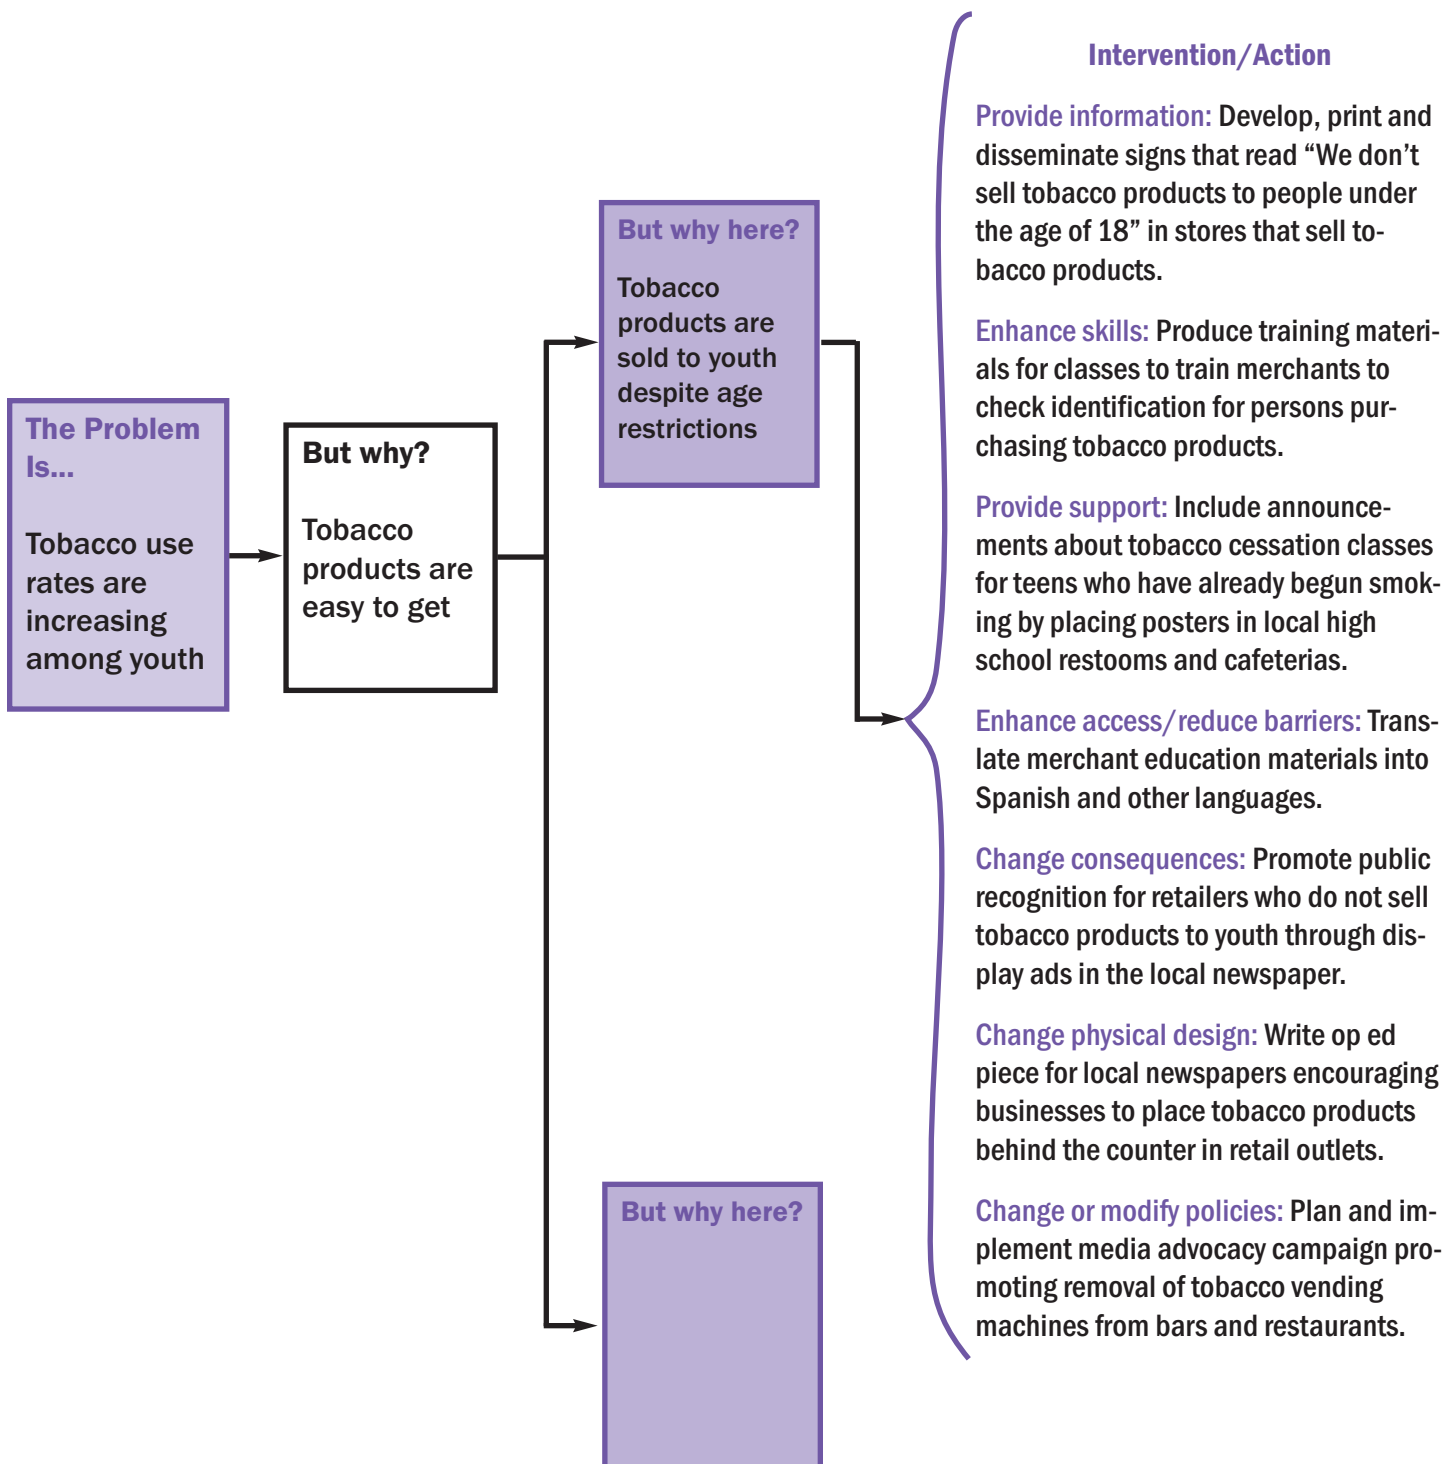 The Problem
Is...
Tobacco use
rates are
increasing
among youth
But why?
Tobacco
products are
easy to get
But why here?
Tobacco
products are
sold to youth
despite age
restrictions
But why here?
Intervention/Action
Provide information: Develop, print and
disseminate signs that read “We don’t
sell tobacco products to people under
the age of 18” in stores that sell to-
bacco products.
Enhance skills: Produce training materi-
als for classes to train merchants to
check identification for persons pur-
chasing tobacco products.
Provide support: Include announce-
ments about tobacco cessation classes
for teens who have already begun smok-
ing by placing posters in local high
school restooms and cafeterias.
Enhance access/reduce barriers: Trans-
late merchant education materials into
Spanish and other languages.
Change consequences: Promote public
recognition for retailers who do not sell
tobacco products to youth through dis-
play ads in the local newspaper.
Change physical design: Write op ed
piece for local newspapers encouraging
businesses to place tobacco products
behind the counter in retail outlets.
Change or modify policies: Plan and im-
plement media advocacy campaign pro-
moting removal of tobacco vending
machines from bars and restaurants.